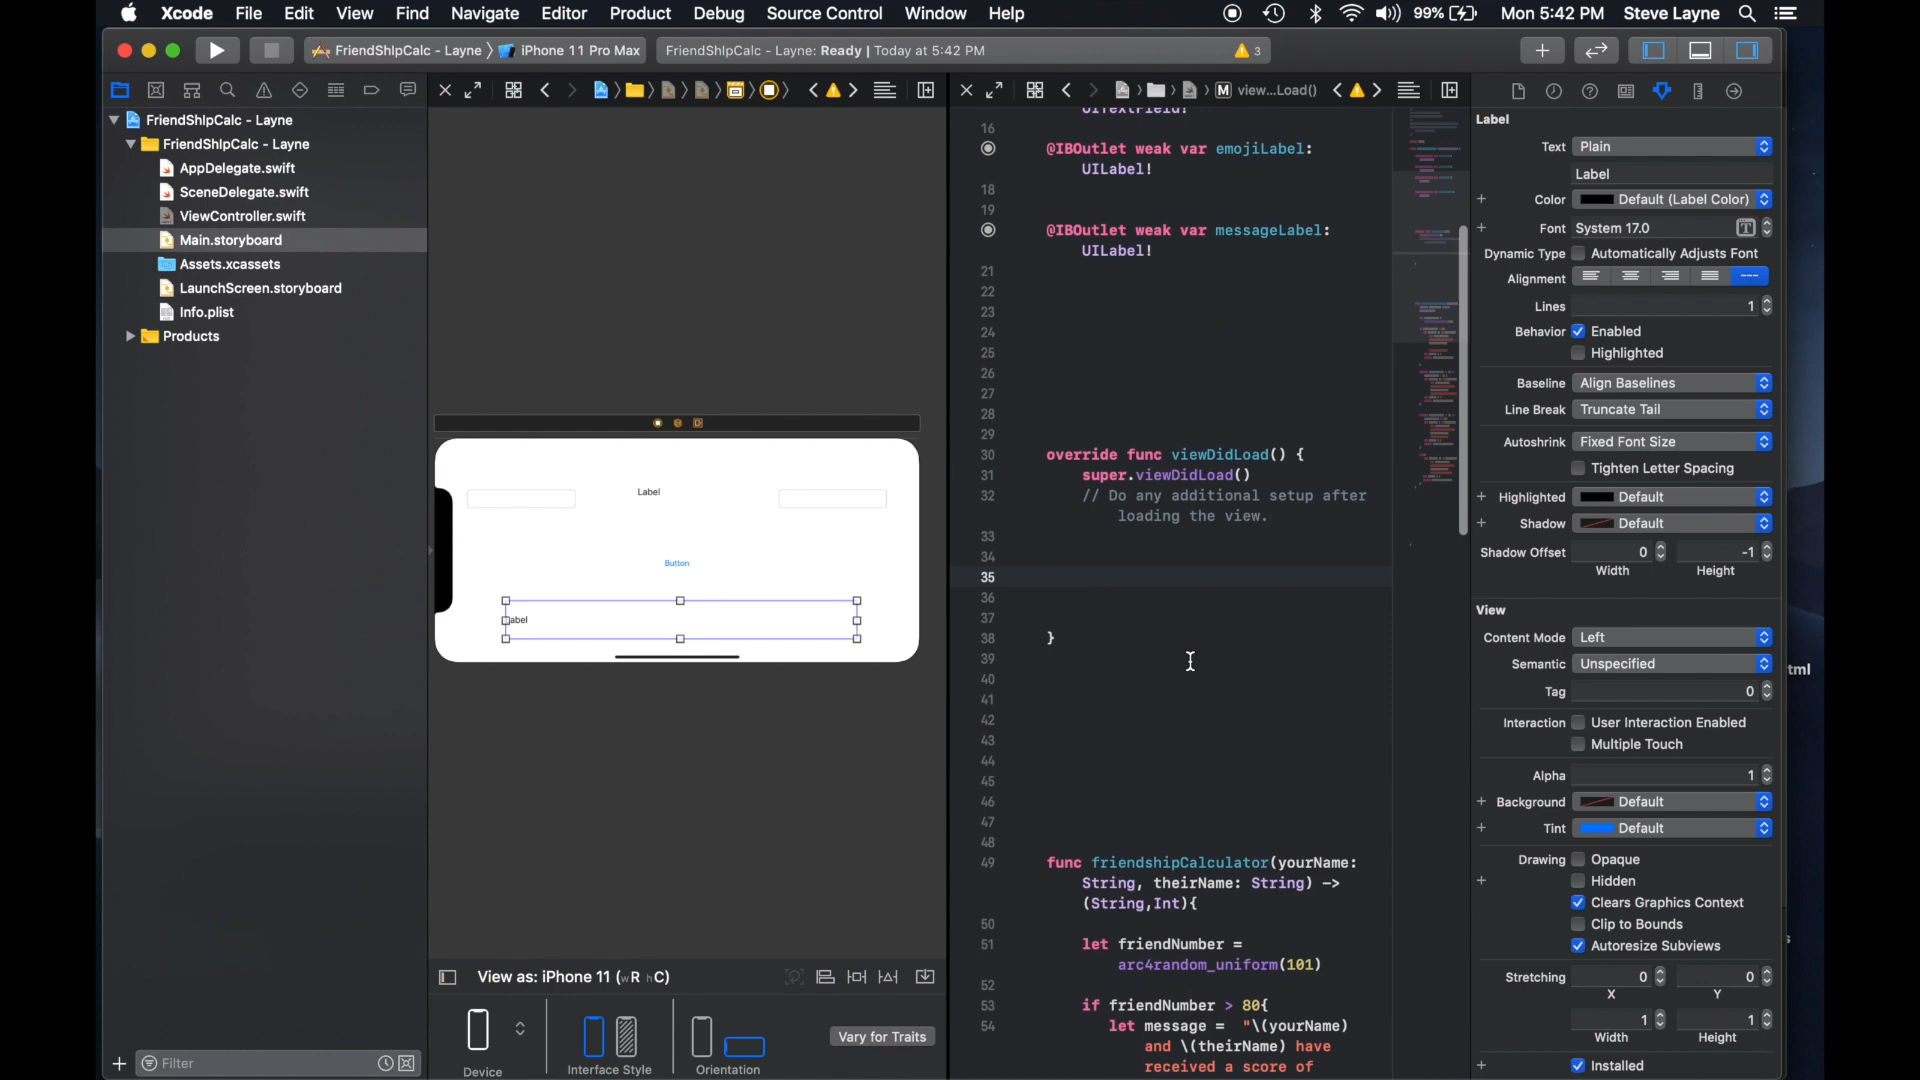 Xcode File Edit View Find Navigate Editor Product Debug Source Control Window Help 99% Mon 5:42 PM Steve Layne
FriendShIpCalc - Layne iPhone 11 Pro Max FriendShIpCalc - Layne: Ready | Today at 5:42 PM 3
view...Load()
FriendShIpCalc - Layne
FriendShIpCalc - Layne
AppDelegate.swift
SceneDelegate.swift
ViewController.swift
Main.storyboard
Assets.xcassets
LaunchScreen.storyboard
Info.plist
Products
Filter
Label
Button
abel
View as: iPhone 11 (wR hC)
Vary for Traits
Device Interface Style Orientation
UITextField!
16
@IBOutlet weak var emojiLabel:
UILabel!
18
19
@IBOutlet weak var messageLabel:
UILabel!
21
22
23
24
25
26
27
28
29
30 override func viewDidLoad() {
31 super.viewDidLoad()
32 // Do any additional setup after
loading the view.
33
34
35
36
37
38 }
39
40
41
42
43
44
45
46
47
48
49 func friendshipCalculator(yourName:
String, theirName: String) ->
(String,Int){
50
51 let friendNumber =
arc4random_uniform(101)
52
53 if friendNumber > 80{
54 let message = "\(yourName)
and \(theirName) have
received a score of
Label
Text Plain
Label
Color Default (Label Color)
Font System 17.0
Dynamic Type Automatically Adjusts Font
Alignment
Lines 1
Behavior Enabled
Highlighted
Baseline Align Baselines
Line Break Truncate Tail
Autoshrink Fixed Font Size
Tighten Letter Spacing
Highlighted Default
Shadow Default
Shadow Offset 0 -1
Width Height
View
Content Mode Left
Semantic Unspecified
Tag 0
Interaction User Interaction Enabled
Multiple Touch
Alpha 1
Background Default
Tint Default
Drawing Opaque
Hidden
Clears Graphics Context
Clip to Bounds
Autoresize Subviews
Stretching 0 0
X Y
1 1
Width Height
Installed
tml